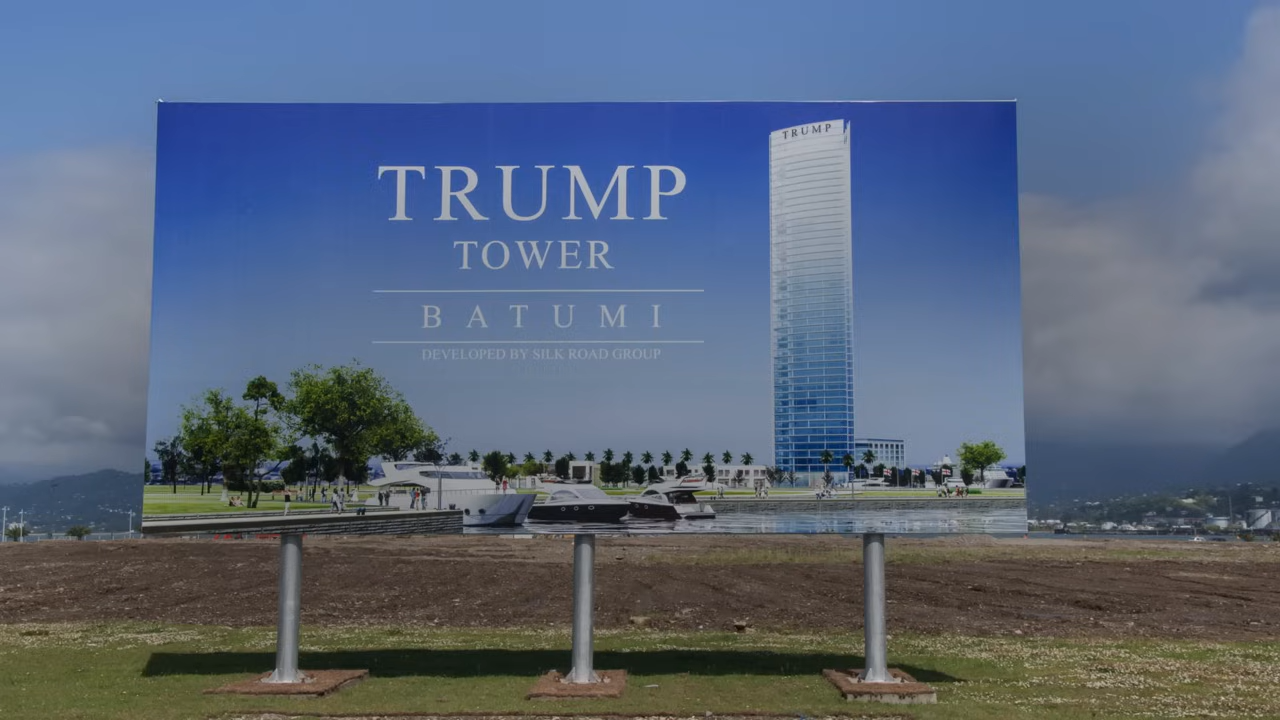 TRUMP
TOWER
BATUMI
DEVELOPED BY SILK ROAD GROUP
TRUMP